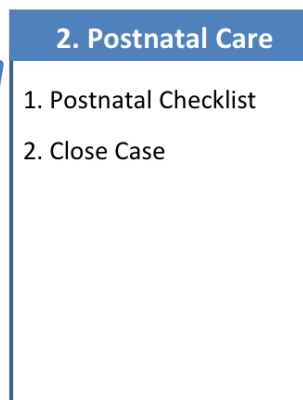 2. Postnatal Care
1. Postnatal Checklist
2. Close Case